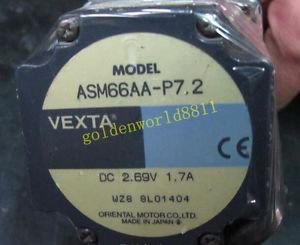 MODEL
ASM66AA-P7.2
goldenworld8811
VEXTA
DC 2.69V 1.7A
WZ8 8L01404
ORIENTAL MOTOR CO.,LTD.
MADE IN JAPAN